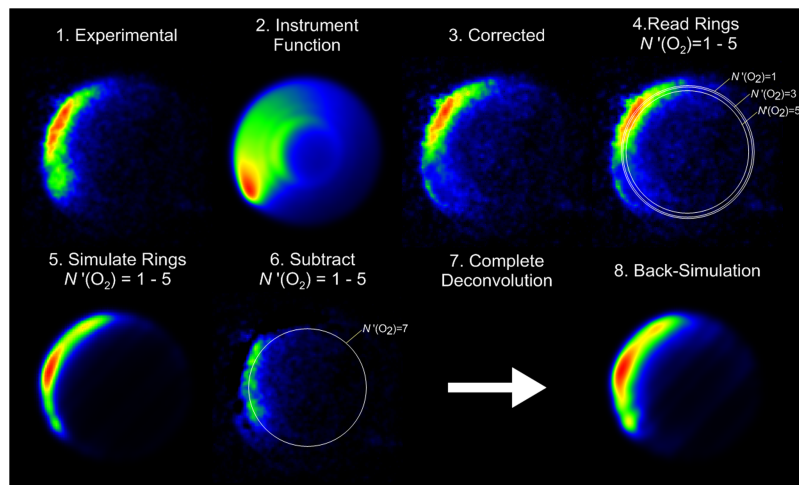 1. Experimental
2. Instrument
Function
3. Corrected
4.Read Rings
N'(O₂)=1 - 5
N'(O₂)=1
N'(O₂)=3
N'(O₂)=5
5. Simulate Rings
N'(O₂) = 1 - 5
6. Subtract
N'(O₂) = 1 - 5
N'(O₂)=7
7. Complete
Deconvolution
8. Back-Simulation